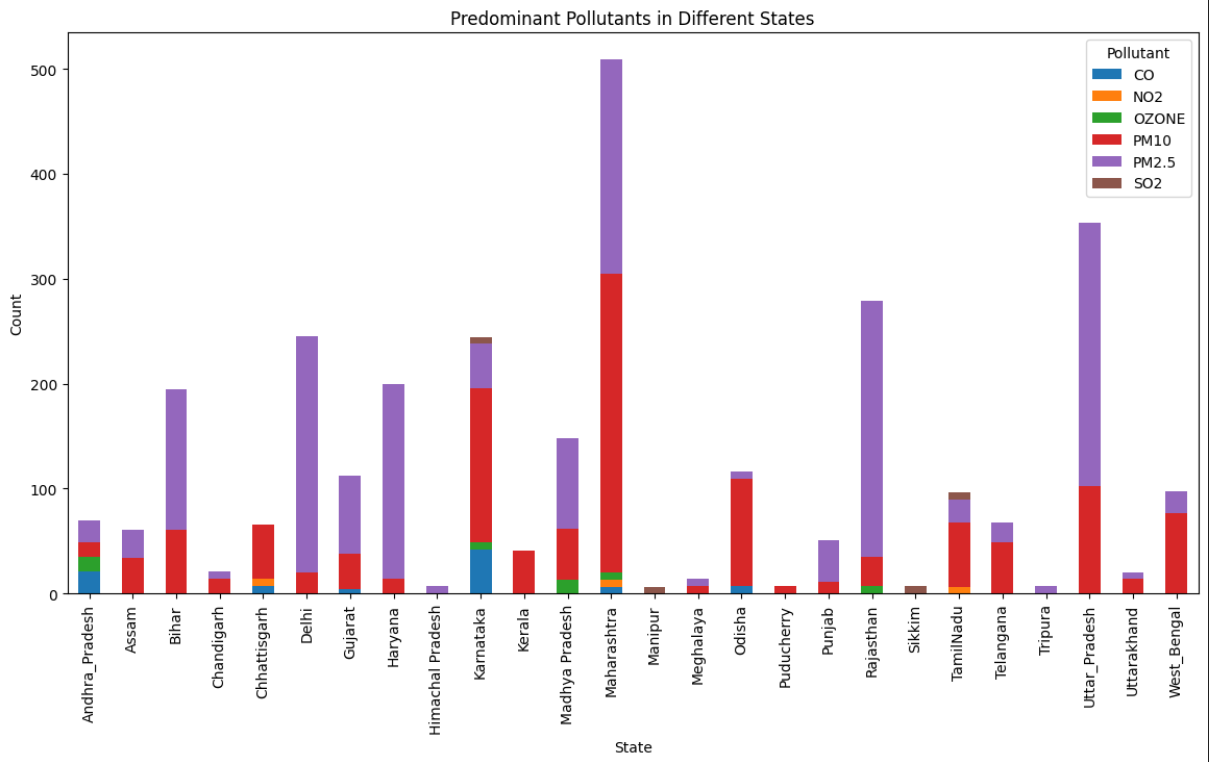 Predominant Pollutants in Different States
Pollutant
CO
NO2
OZONE
PM10
PM2.5
SO2
500
400
300
200
100
0
Count
Andhra_Pradesh
Assam
Bihar
Chandigarh
Chhattisgarh
Delhi
Gujarat
Haryana
Himachal Pradesh
Karnataka
Kerala
Madhya Pradesh
Maharashtra
Manipur
Meghalaya
Odisha
Puducherry
Punjab
Rajasthan
Sikkim
TamilNadu
Telangana
Tripura
Uttar_Pradesh
Uttarakhand
West_Bengal
State